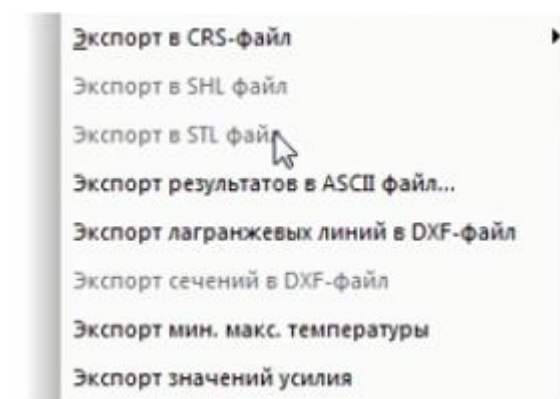 Экспорт в CRS-файл
Экспорт в SHL файл
Экспорт в STL файл
Экспорт результатов в ASCII файл...
Экспорт лагранжевых линий в DXF-файл
Экспорт сечений в DXF-файл
Экспорт мин. макс. температуры
Экспорт значений усилия